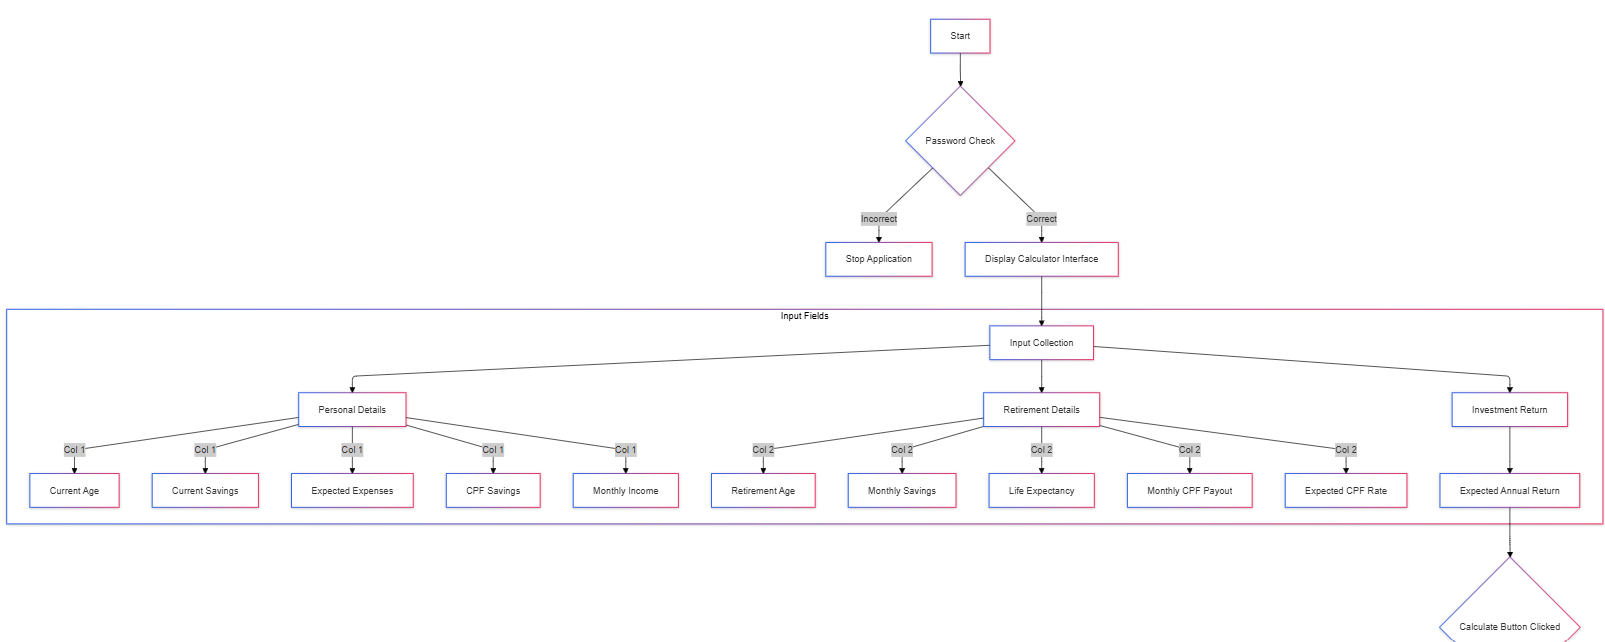 Start
Password Check
Incorrect
Correct
Stop Application
Display Calculator Interface
Input Fields
Input Collection
Personal Details
Retirement Details
Investment Return
Col 1
Col 1
Col 1
Col 1
Col 1
Col 2
Col 2
Col 2
Col 2
Col 2
Current Age
Current Savings
Expected Expenses
CPF Savings
Monthly Income
Retirement Age
Monthly Savings
Life Expectancy
Monthly CPF Payout
Expected CPF Rate
Expected Annual Return
Calculate Button Clicked